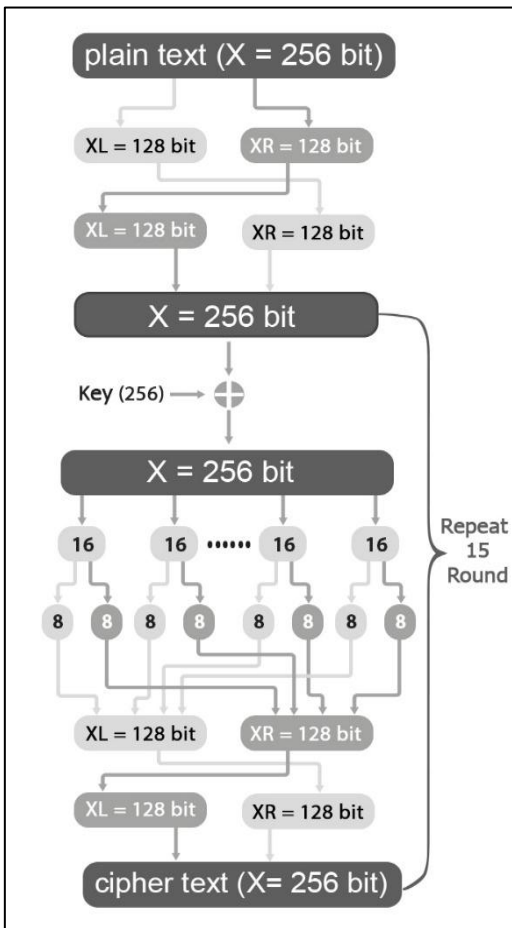 plain text (X = 256 bit)
XL = 128 bit XR = 128 bit
XL = 128 bit XR = 128 bit
X = 256 bit
Key (256)
X = 256 bit
16 16 •••••• 16 16
Repeat
15
Round
8 8 8 8 8 8 8 8
XL = 128 bit XR = 128 bit
XL = 128 bit XR = 128 bit
cipher text (X= 256 bit)